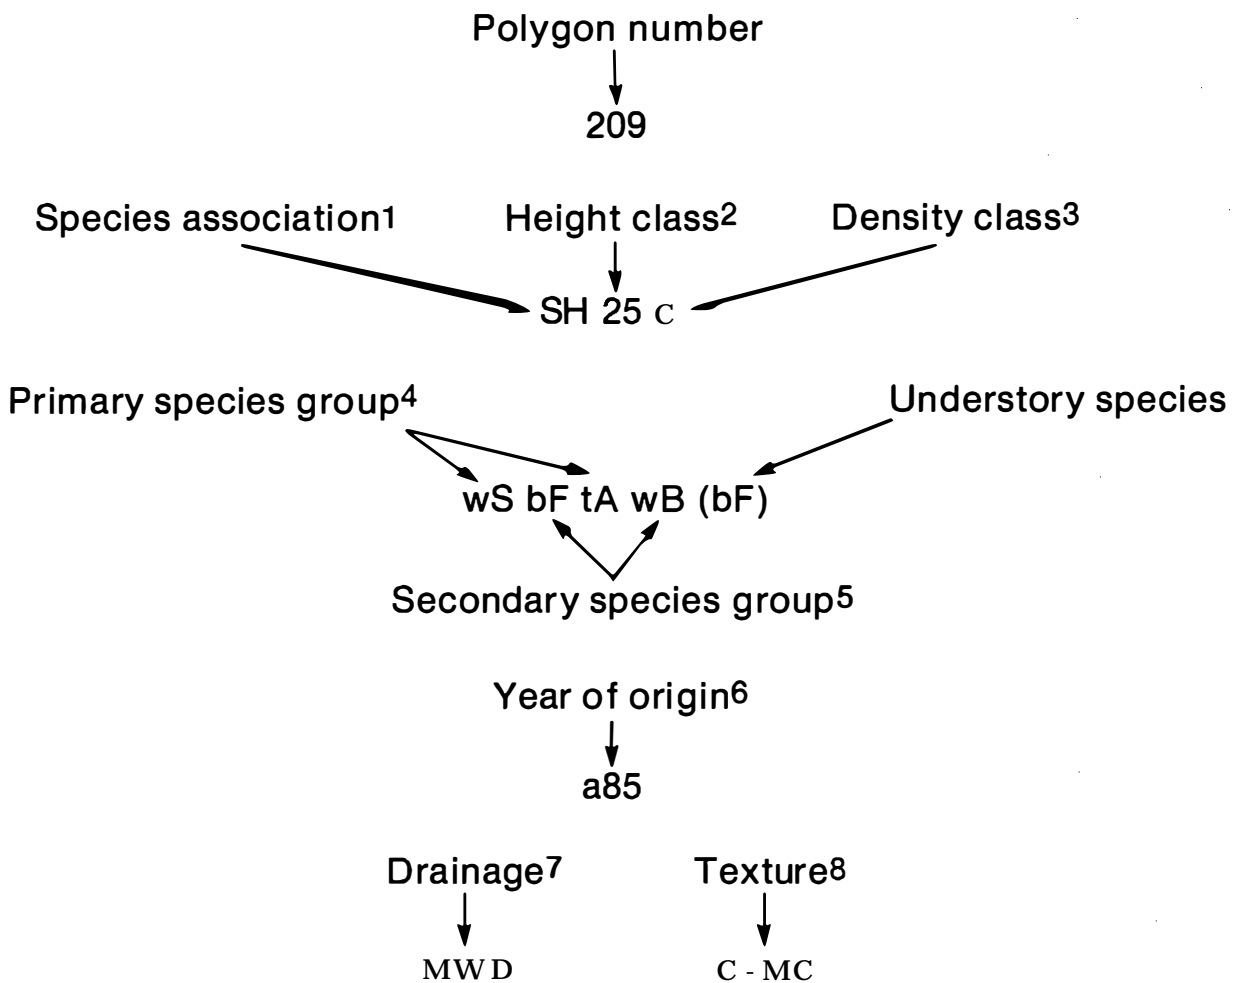 Polygon number
209
Species association1 Height class2 Density class3
SH 25 C
Primary species group4 Understory species
wS bF tA wB (bF)
Secondary species group5
Year of origin6
a85
Drainage7 Texture8
MWD C - MC